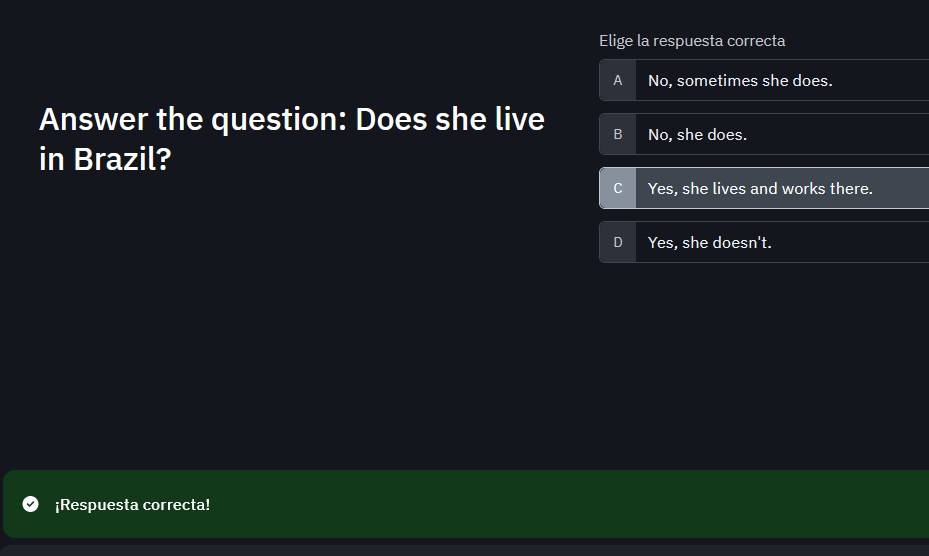 Answer the question: Does she live
in Brazil?
Elige la respuesta correcta
A No, sometimes she does.
B No, she does.
C Yes, she lives and works there.
D Yes, she doesn't.
¡Respuesta correcta!